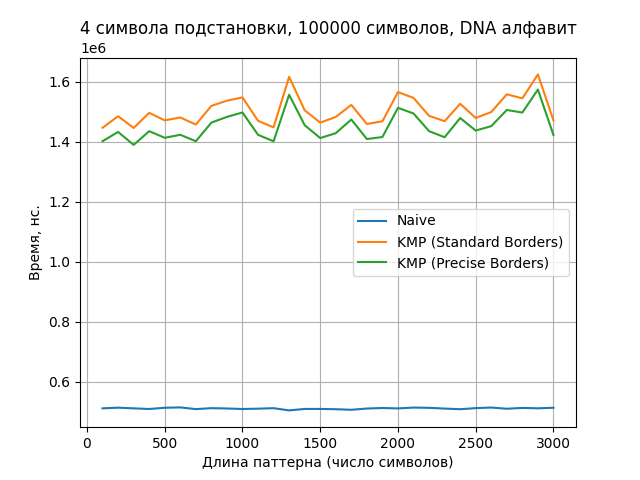 4 символа подстановки, 100000 символов, DNA алфавит
1e6
1.6
1.4
1.2
1.0
0.8
0.6
Время, нс.
Naive
KMP (Standard Borders)
KMP (Precise Borders)
0 500 1000 1500 2000 2500 3000
Длина паттерна (число символов)